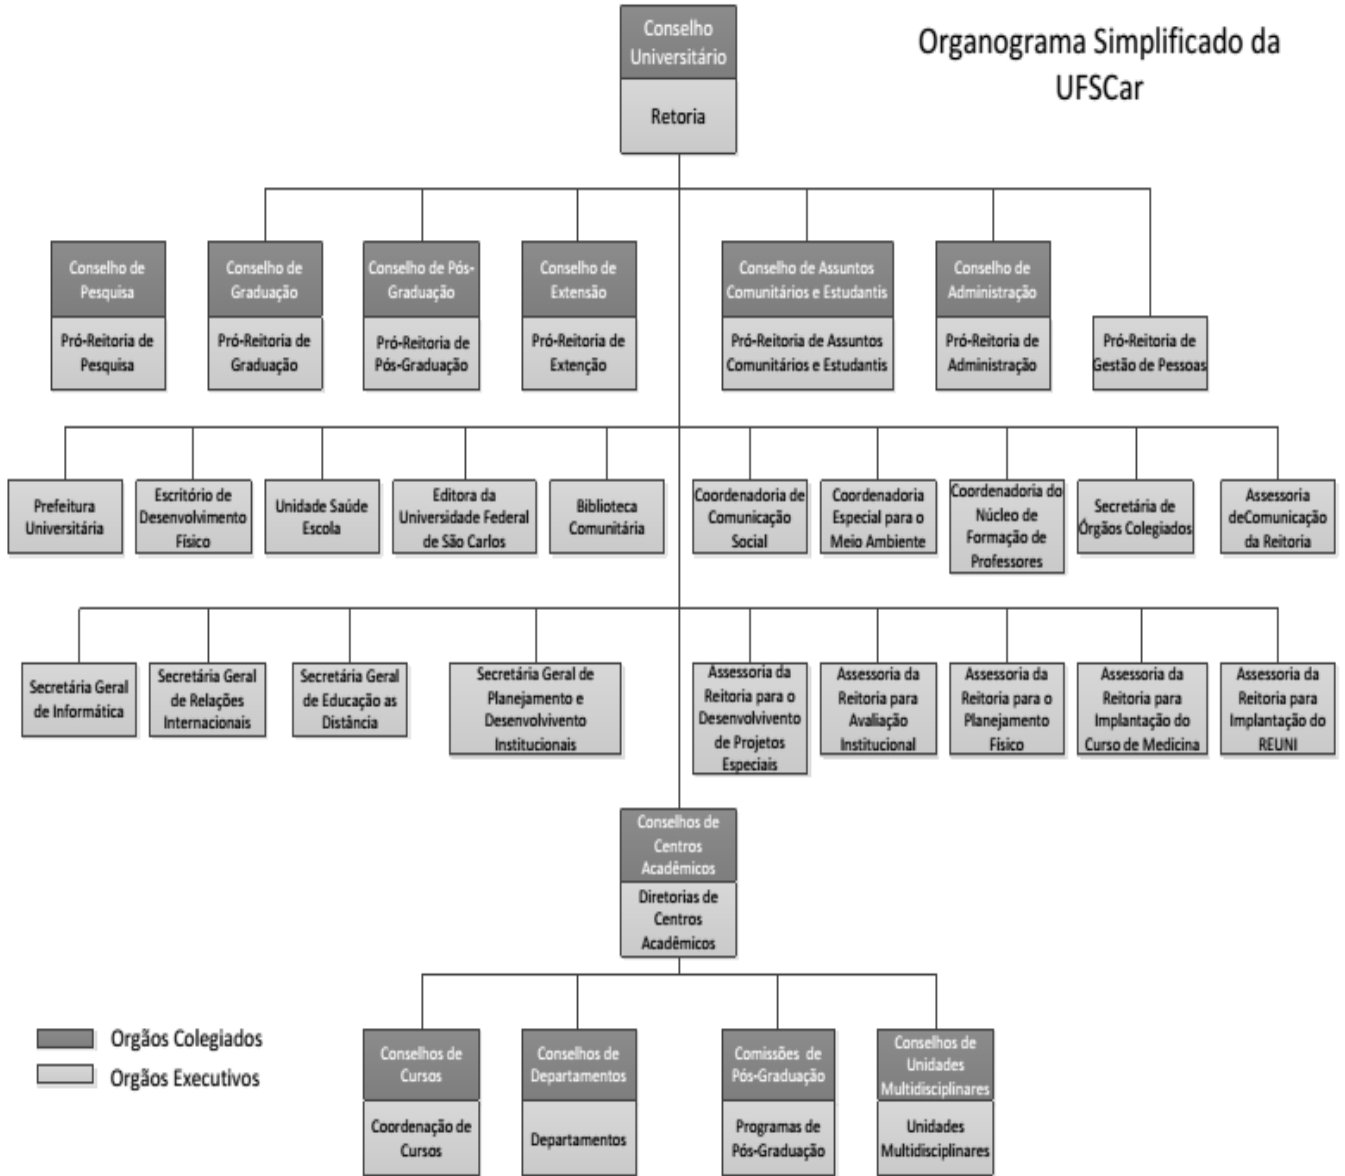 Organograma Simplificado da
UFSCar
Conselho
Universitário
Retoria
Conselho de
Pesquisa
Pró-Reitoria de
Pesquisa
Conselho de
Graduação
Pró-Reitoria de
Graduação
Conselho de Pós-
Graduação
Pró-Reitoria de
Pós-Graduação
Conselho de
Extensão
Pró-Reitoria de
Extenção
Conselho de Assuntos
Comunitários e Estudantis
Pró-Reitoria de Assuntos
Comunitários e Estudantis
Conselho de
Administração
Pró-Reitoria de
Administração
Pró-Reitoria de
Gestão de Pessoas
Prefeitura
Universitária
Escritório de
Desenvolvimento
Físico
Unidade Saúde
Escola
Editora da
Universidade Federal
de São Carlos
Biblioteca
Comunitária
Coordenadoria de
Comunicação
Social
Coordenadoria
Especial para o
Meio Ambiente
Coordenadoria do
Núcleo de
Formação de
Professores
Secretária de
Órgãos Colegiados
Assessoria
deComunicação
da Reitoria
Secretária Geral
de Informática
Secretária Geral
de Relações
Internacionais
Secretária Geral
de Educação as
Distância
Secretária Geral de
Planejamento e
Desenvolvivento
Institucionais
Assessoria da
Reitoria para o
Desenvolvivento
de Projetos
Especiais
Assessoria da
Reitoria para
Avaliação
Institucional
Assessoria da
Reitoria para o
Planejamento
Físico
Assessoria da
Reitoria para
Implantação do
Curso de Medicina
Assessoria da
Reitoria para
Implantação do
REUNI
Conselhos de
Centros
Acadêmicos
Diretorias de
Centros
Acadêmicos
Orgãos Colegiados
Orgãos Executivos
Conselhos de
Cursos
Coordenação de
Cursos
Conselhos de
Departamentos
Departamentos
Comissões de
Pós-Graduação
Programas de
Pós-Graduação
Conselhos de
Unidades
Multidisciplinares
Unidades
Multidisciplinares